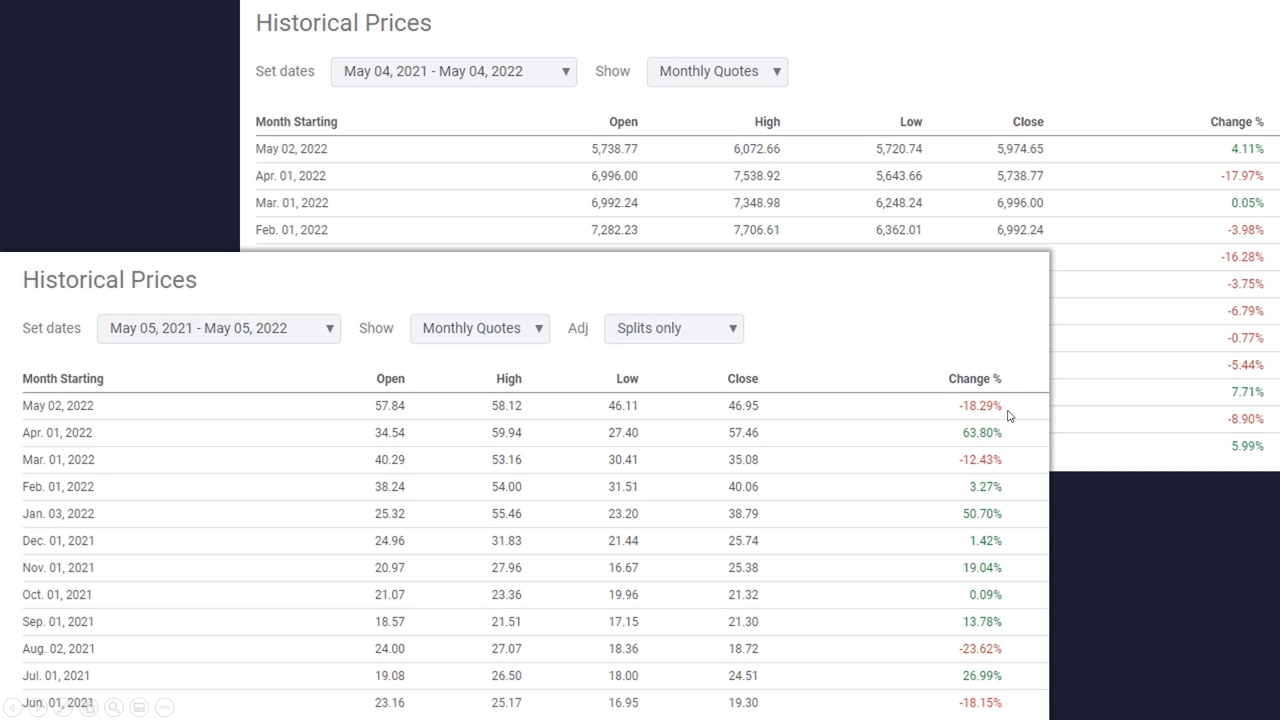 Historical Prices
Set dates May 04, 2021 - May 04, 2022 Show Monthly Quotes
Month Starting Open High Low Close Change %
May 02, 2022 5,738.77 6,072.66 5,720.74 5,974.65 4.11%
Apr. 01, 2022 6,996.00 7,538.92 5,643.66 5,738.77 -17.97%
Mar. 01, 2022 6,992.24 7,348.98 6,248.24 6,996.00 0.05%
Feb. 01, 2022 7,282.23 7,706.61 6,362.01 6,992.24 -3.98%
-16.28%
-3.75%
-6.79%
-0.77%
-5.44%
7.71%
-8.90%
5.99%
Historical Prices
Set dates May 05, 2021 - May 05, 2022 Show Monthly Quotes Adj Splits only
Month Starting Open High Low Close Change %
May 02, 2022 57.84 58.12 46.11 46.95 -18.29%
Apr. 01, 2022 34.54 59.94 27.40 57.46 63.80%
Mar. 01, 2022 40.29 53.16 30.41 35.08 -12.43%
Feb. 01, 2022 38.24 54.00 31.51 40.06 3.27%
Jan. 03, 2022 25.32 55.46 23.20 38.79 50.70%
Dec. 01, 2021 24.96 31.83 21.44 25.74 1.42%
Nov. 01, 2021 20.97 27.96 16.67 25.38 19.04%
Oct. 01, 2021 21.07 23.36 19.96 21.32 0.09%
Sep. 01, 2021 18.57 21.51 17.15 21.30 13.78%
Aug. 02, 2021 24.00 27.07 18.36 18.72 -23.62%
Jul. 01, 2021 19.08 26.50 18.00 24.51 26.99%
Jun. 01, 2021 23.16 25.17 16.95 19.30 -18.15%